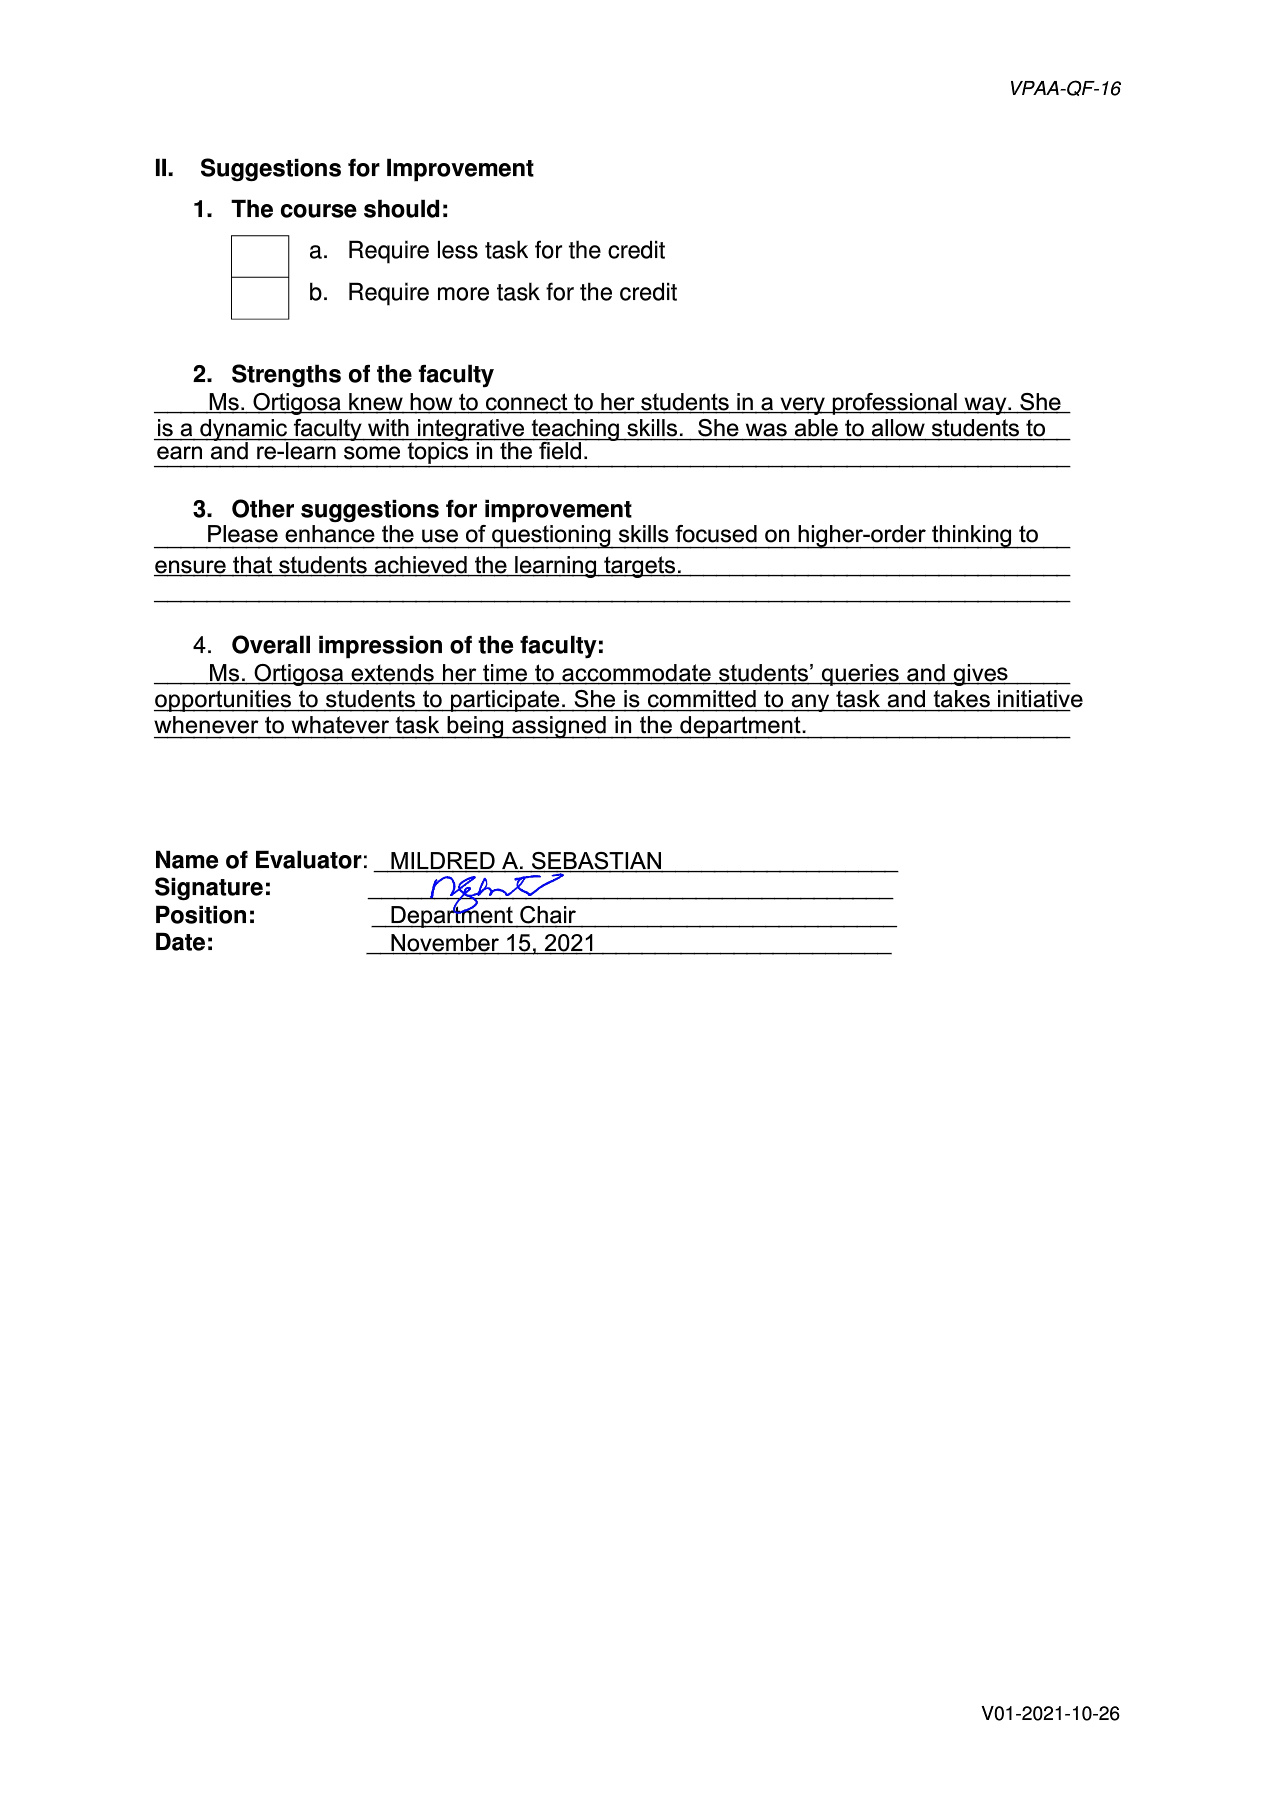 VPAA-QF-16
II. Suggestions for Improvement
1. The course should:
a. Require less task for the credit
b. Require more task for the credit
2. Strengths of the faculty
Ms. Ortigosa knew how to connect to her students in a very professional way. She
is a dynamic faculty with integrative teaching skills. She was able to allow students to
earn and re-learn some topics in the field.
3. Other suggestions for improvement
Please enhance the use of questioning skills focused on higher-order thinking to
ensure that students achieved the learning targets.
4. Overall impression of the faculty:
Ms. Ortigosa extends her time to accommodate students’ queries and gives
opportunities to students to participate. She is committed to any task and takes initiative
whenever to whatever task being assigned in the department.
Name of Evaluator: MILDRED A. SEBASTIAN
Signature:
Position: Department Chair
Date: November 15, 2021
V01-2021-10-26